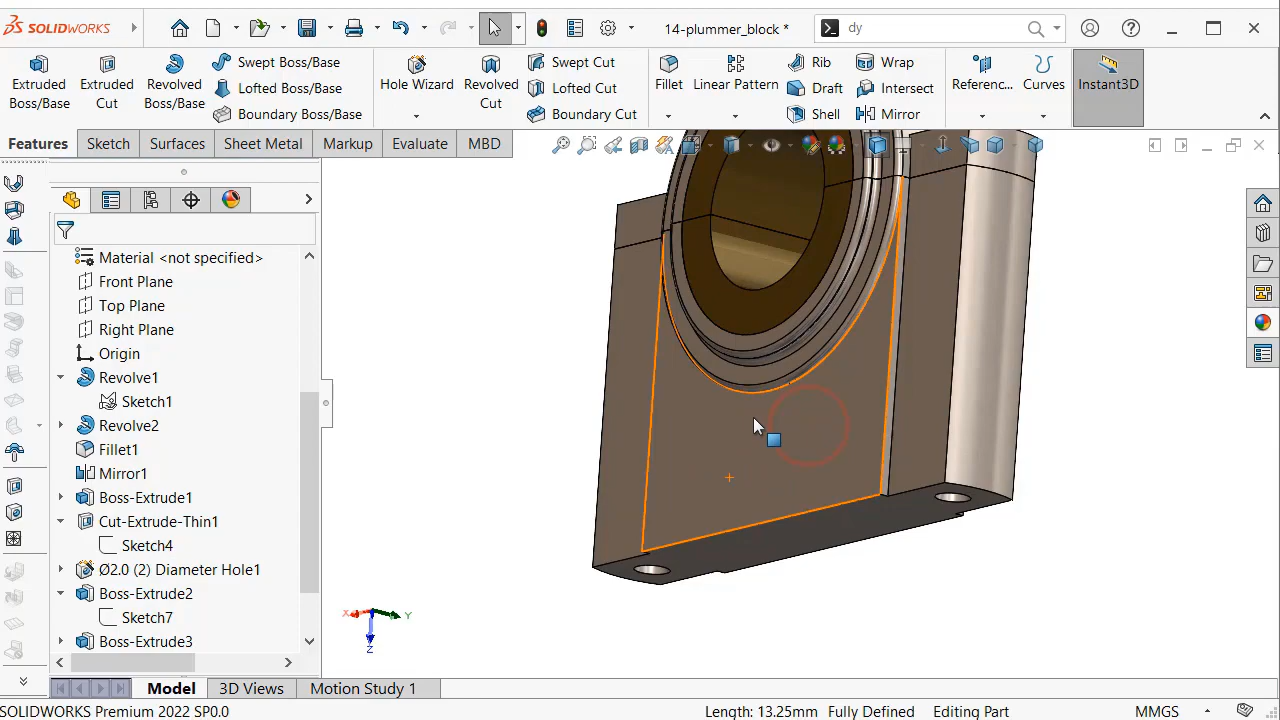 SOLIDWORKS
14-plummer_block *
dy
Extruded Boss/Base
Extruded Cut
Revolved Boss/Base
Swept Boss/Base
Lofted Boss/Base
Boundary Boss/Base
Hole Wizard
Revolved Cut
Swept Cut
Lofted Cut
Boundary Cut
Fillet
Linear Pattern
Rib
Draft
Shell
Wrap
Intersect
Mirror
Referenc...
Curves
Instant3D
Features
Sketch
Surfaces
Sheet Metal
Markup
Evaluate
MBD
Material <not specified>
Front Plane
Top Plane
Right Plane
Origin
Revolve1
Sketch1
Revolve2
Fillet1
Mirror1
Boss-Extrude1
Cut-Extrude-Thin1
Sketch4
Ø2.0 (2) Diameter Hole1
Boss-Extrude2
Sketch7
Boss-Extrude3
X
Y
Z
Model
3D Views
Motion Study 1
SOLIDWORKS Premium 2022 SP0.0
Length: 13.25mm
Fully Defined
Editing Part
MMGS